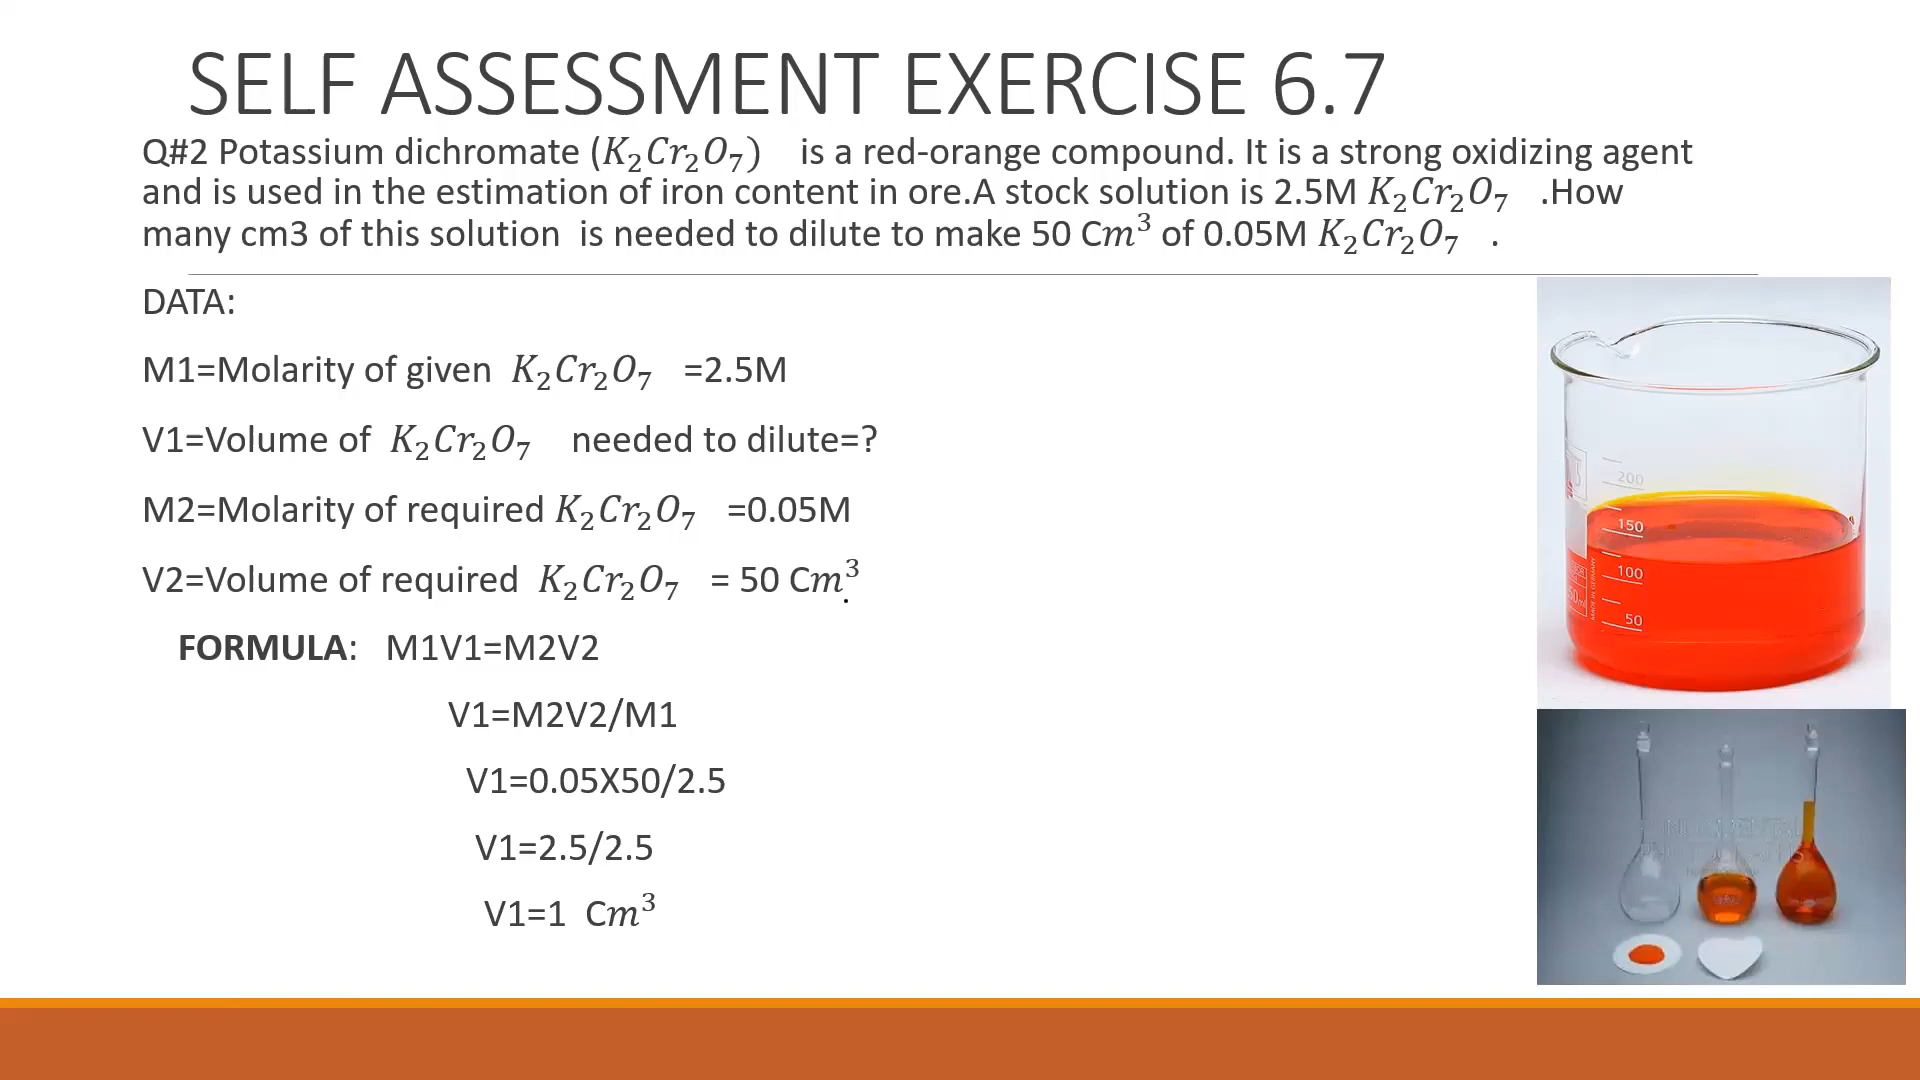 SELF ASSESSMENT EXERCISE 6.7
Q#2 Potassium dichromate (K₂Cr₂O₇) is a red-orange compound. It is a strong oxidizing agent
and is used in the estimation of iron content in ore.A stock solution is 2.5M K₂Cr₂O₇ .How
many cm3 of this solution is needed to dilute to make 50 Cm³ of 0.05M K₂Cr₂O₇ .
DATA:
M1=Molarity of given K₂Cr₂O₇ =2.5M
V1=Volume of K₂Cr₂O₇ needed to dilute=?
M2=Molarity of required K₂Cr₂O₇ =0.05M
V2=Volume of required K₂Cr₂O₇ = 50 Cm³
.
FORMULA: M1V1=M2V2
V1=M2V2/M1
V1=0.05X50/2.5
V1=2.5/2.5
V1=1 Cm³
200
150
100
50
MADE IN GERMANY